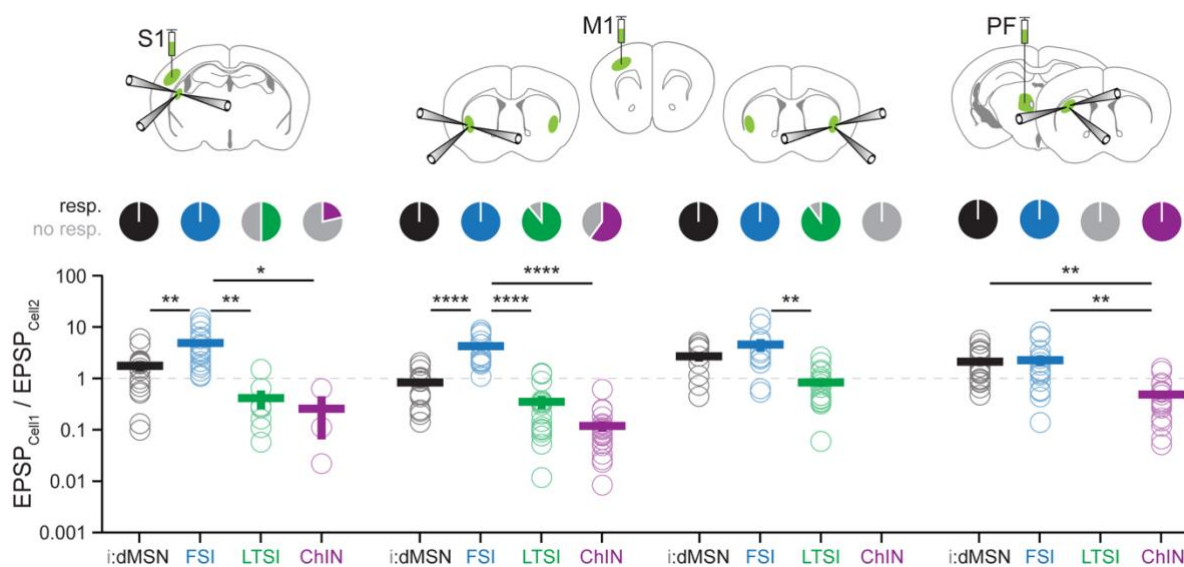 S1
M1
PF
resp.
no resp.
* ****
** **
** ** **** **** ** **
100
10
1
0.1
0.01
0.001
EPSPCell1 / EPSPCell2
i:dMSN FSI LTSI ChIN i:dMSN FSI LTSI ChIN i:dMSN FSI LTSI ChIN i:dMSN FSI LTSI ChIN